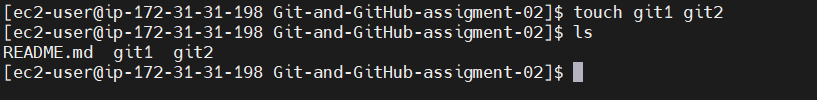 [ec2-user@ip-172-31-31-198 Git-and-GitHub-assigment-02]$ touch git1 git2
[ec2-user@ip-172-31-31-198 Git-and-GitHub-assigment-02]$ ls
README.md  git1  git2
[ec2-user@ip-172-31-31-198 Git-and-GitHub-assigment-02]$